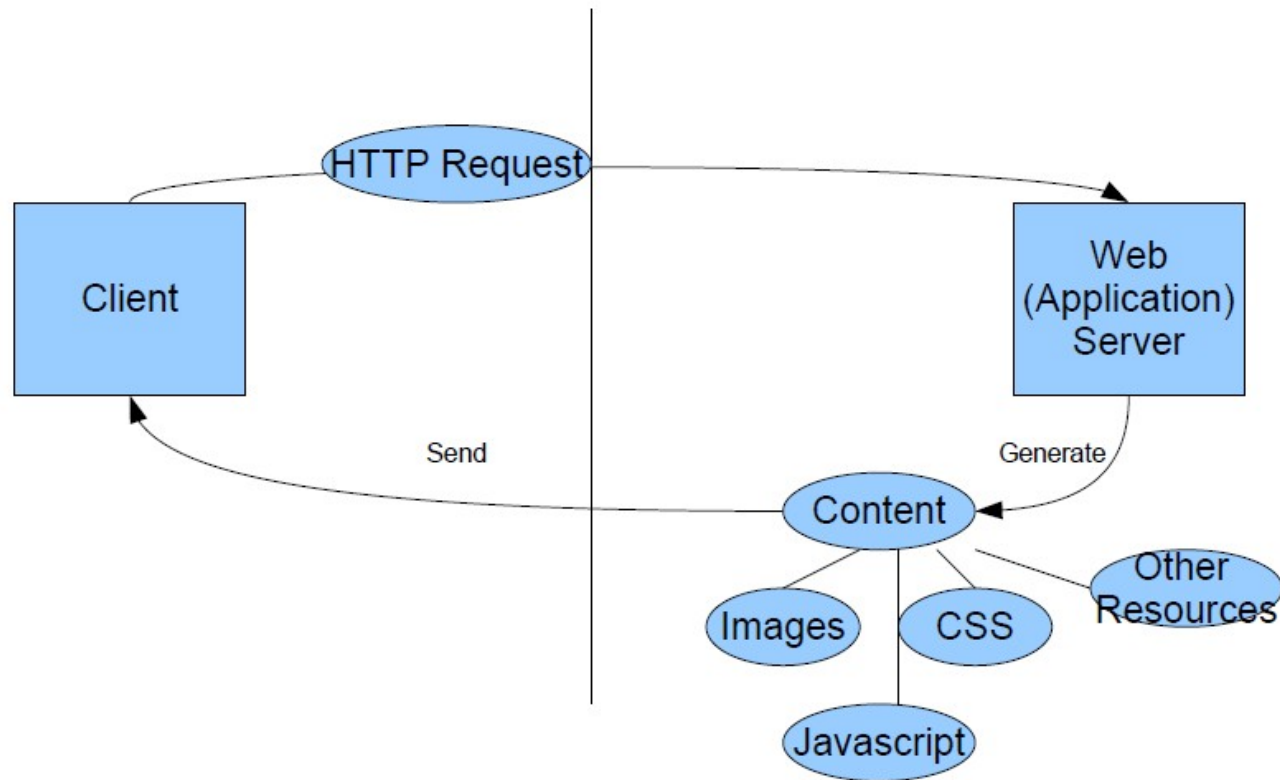 HTTP Request
Client
Web
(Application)
Server
Send
Generate
Content
Other
Resources
Images
CSS
Javascript